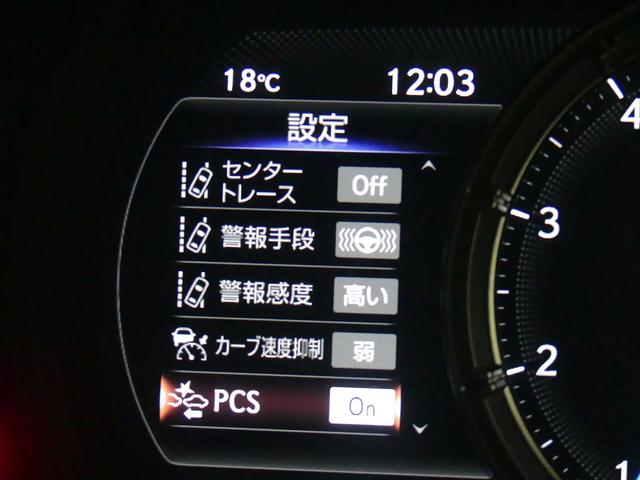 18℃ 12:03
設定
センター
トレース Off
警報手段
警報感度 高い
カーブ速度抑制 弱
PCS On
4
3
2
1